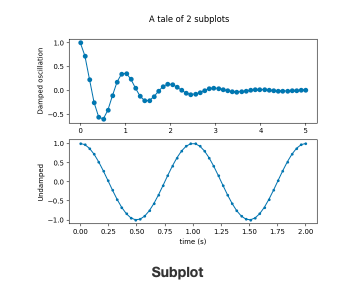 A tale of 2 subplots
Damped oscillation
1.0
0.5
0.0
−0.5
0 1 2 3 4 5
Undamped
1.0
0.5
0.0
−0.5
−1.0
0.00 0.25 0.50 0.75 1.00 1.25 1.50 1.75 2.00
time (s)
Subplot